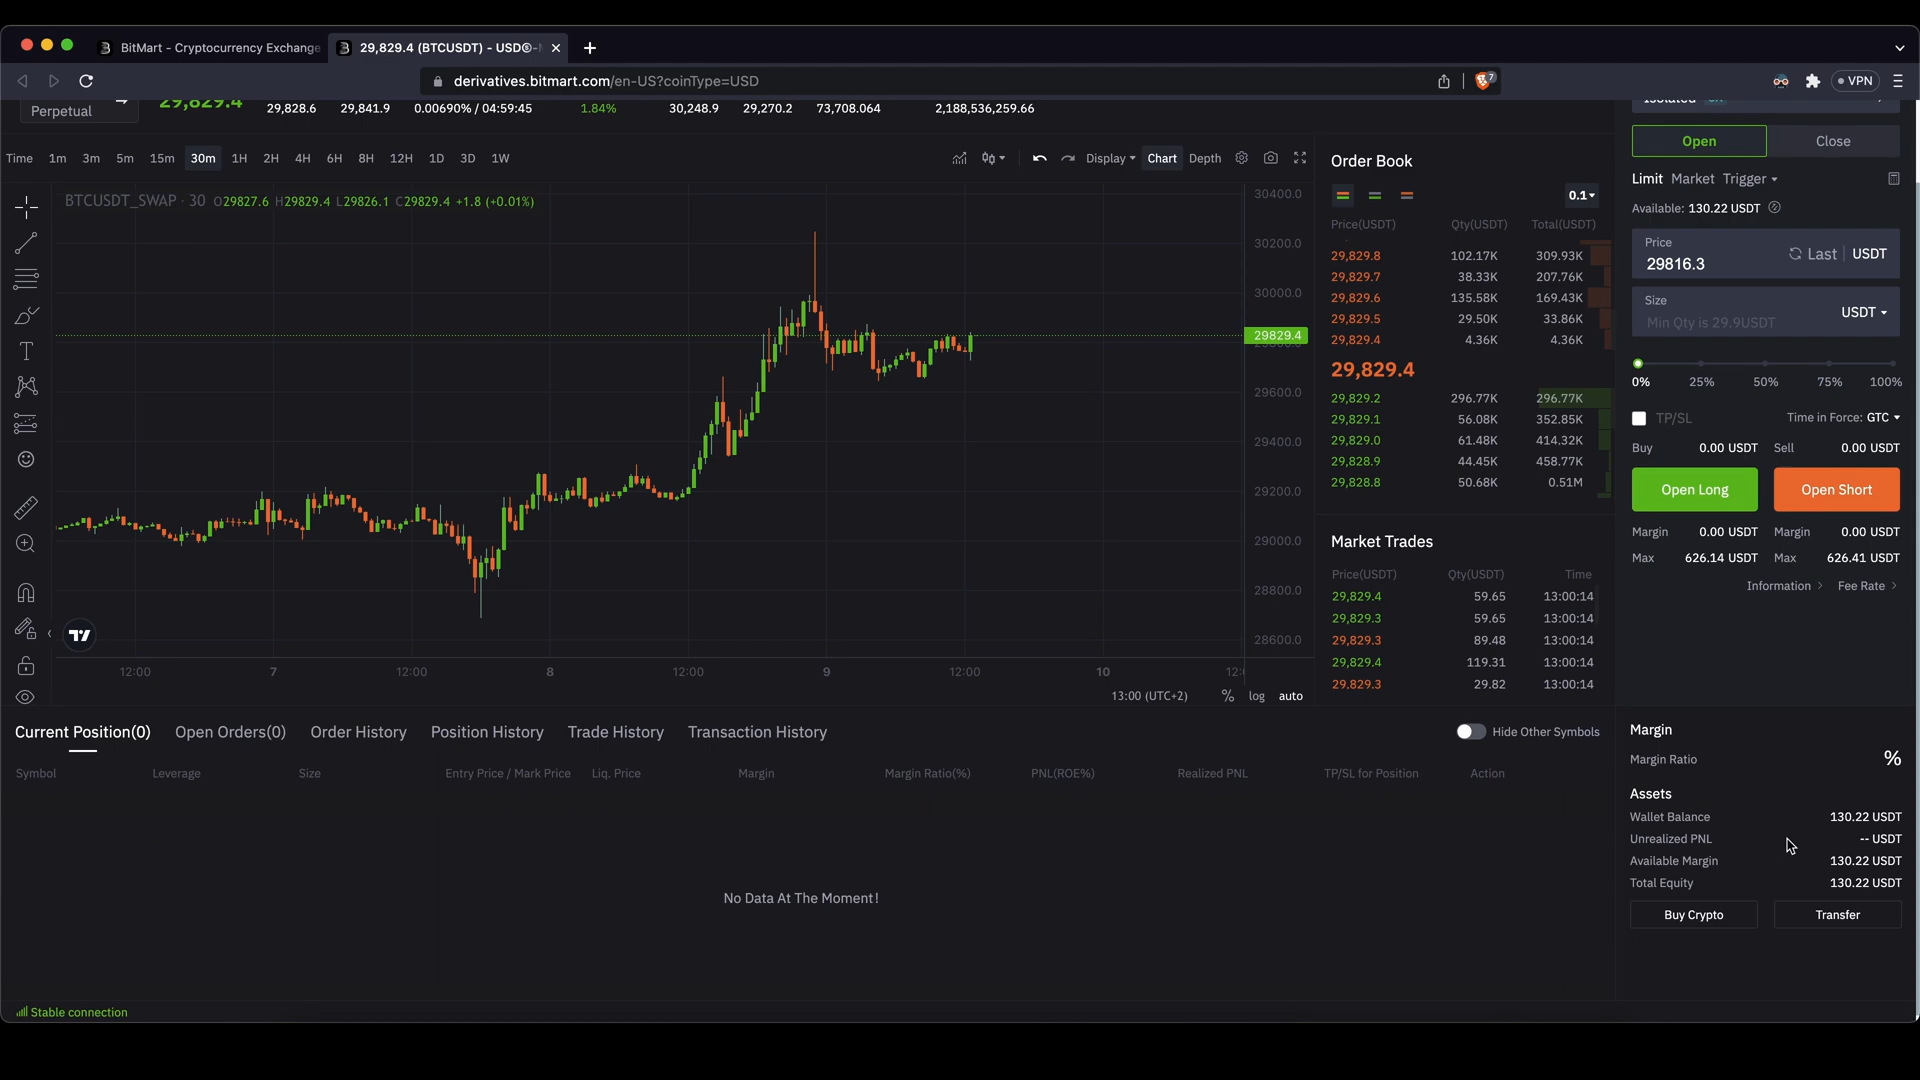 BitMart - Cryptocurrency Exchange
29,829.4 (BTCUSDT) - USD
derivatives.bitmart.com/en-US?coinType=USD
7
VPN
Perpetual
29,829.4 29,828.6 29,841.9 0.00690% / 04:59:45 1.84% 30,248.9 29,270.2 73,708.064 2,188,536,259.66
Time 1m 3m 5m 15m 30m 1H 2H 4H 6H 8H 12H 1D 3D 1W
Display Chart Depth
BTCUSDT_SWAP · 30 O29827.6 H29829.4 L29826.1 C29829.4 +1.8 (+0.01%)
30400.0
30200.0
30000.0
29829.4
29600.0
29400.0
29200.0
29000.0
28800.0
28600.0
12:00 7 12:00 8 12:00 9 12:00 10
13:00 (UTC+2) % log auto
Order Book
0.1
Price(USDT) Qty(USDT) Total(USDT)
29,829.8 102.17K 309.93K
29,829.7 38.33K 207.76K
29,829.6 135.58K 169.43K
29,829.5 29.50K 33.86K
29,829.4 4.36K 4.36K
29,829.4
29,829.2 296.77K 296.77K
29,829.1 56.08K 352.85K
29,829.0 61.48K 414.32K
29,828.9 44.45K 458.77K
29,828.8 50.68K 0.51M
Market Trades
Price(USDT) Qty(USDT) Time
29,829.4 59.65 13:00:14
29,829.3 59.65 13:00:14
29,829.3 89.48 13:00:14
29,829.4 119.31 13:00:14
29,829.3 29.82 13:00:14
Isolated
Open Close
Limit Market Trigger
Available: 130.22 USDT
Price
29816.3 Last USDT
Size
Min Qty is 29.9USDT USDT
0% 25% 50% 75% 100%
TP/SL Time in Force: GTC
Buy 0.00 USDT Sell 0.00 USDT
Open Long Open Short
Margin 0.00 USDT Margin 0.00 USDT
Max 626.14 USDT Max 626.41 USDT
Information Fee Rate
Current Position(0) Open Orders(0) Order History Position History Trade History Transaction History
Hide Other Symbols
Symbol Leverage Size Entry Price / Mark Price Liq. Price Margin Margin Ratio(%) PNL(ROE%) Realized PNL TP/SL for Position Action
No Data At The Moment!
Margin
Margin Ratio %
Assets
Wallet Balance 130.22 USDT
Unrealized PNL -- USDT
Available Margin 130.22 USDT
Total Equity 130.22 USDT
Buy Crypto Transfer
Stable connection